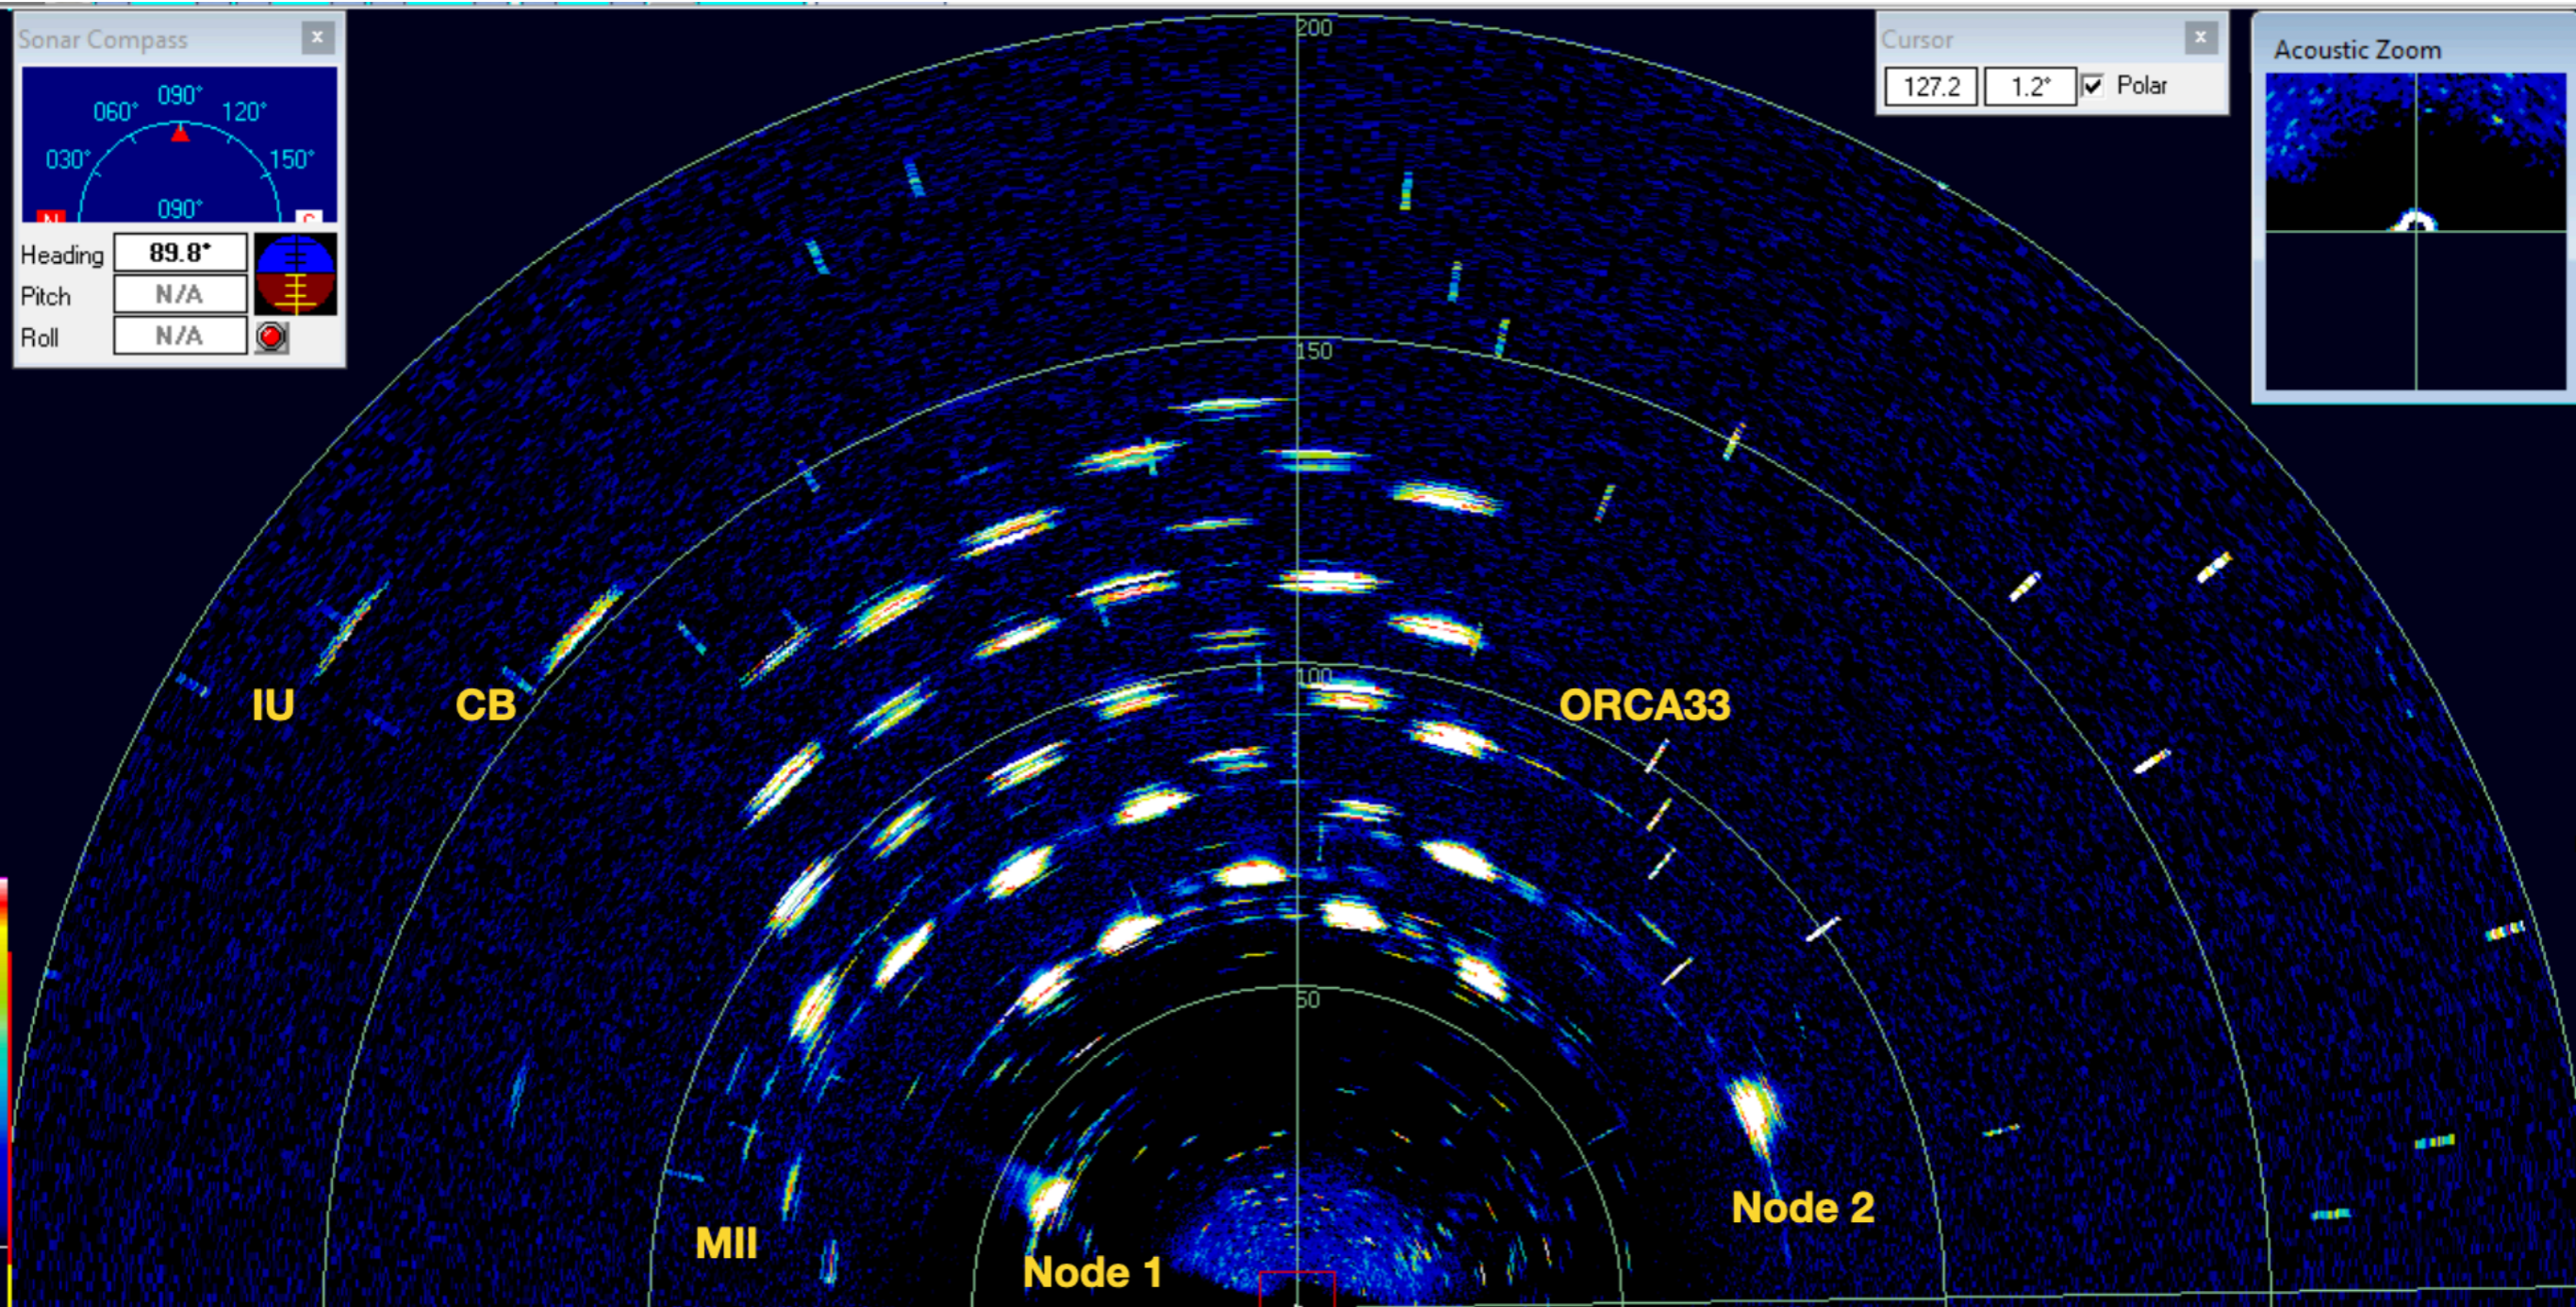 Sonar Compass
x
060° 090° 120°
030° 150°
090°
Heading 89.8°
Pitch N/A
Roll N/A
200
150
100
50
Cursor
x
127.2 1.2° Polar
Acoustic Zoom
IU
CB
ORCA33
MII
Node 1
Node 2